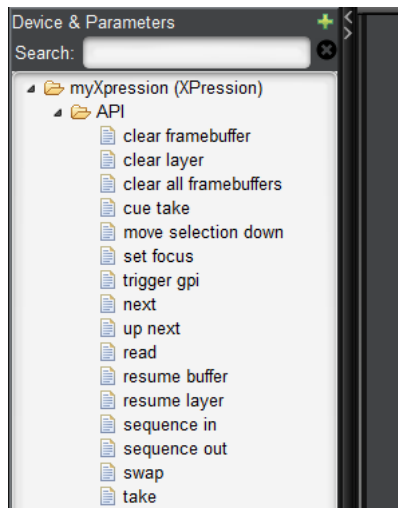 Device & Parameters
Search:
myXpression (XPression)
API
clear framebuffer
clear layer
clear all framebuffers
cue take
move selection down
set focus
trigger gpi
next
up next
read
resume buffer
resume layer
sequence in
sequence out
swap
take